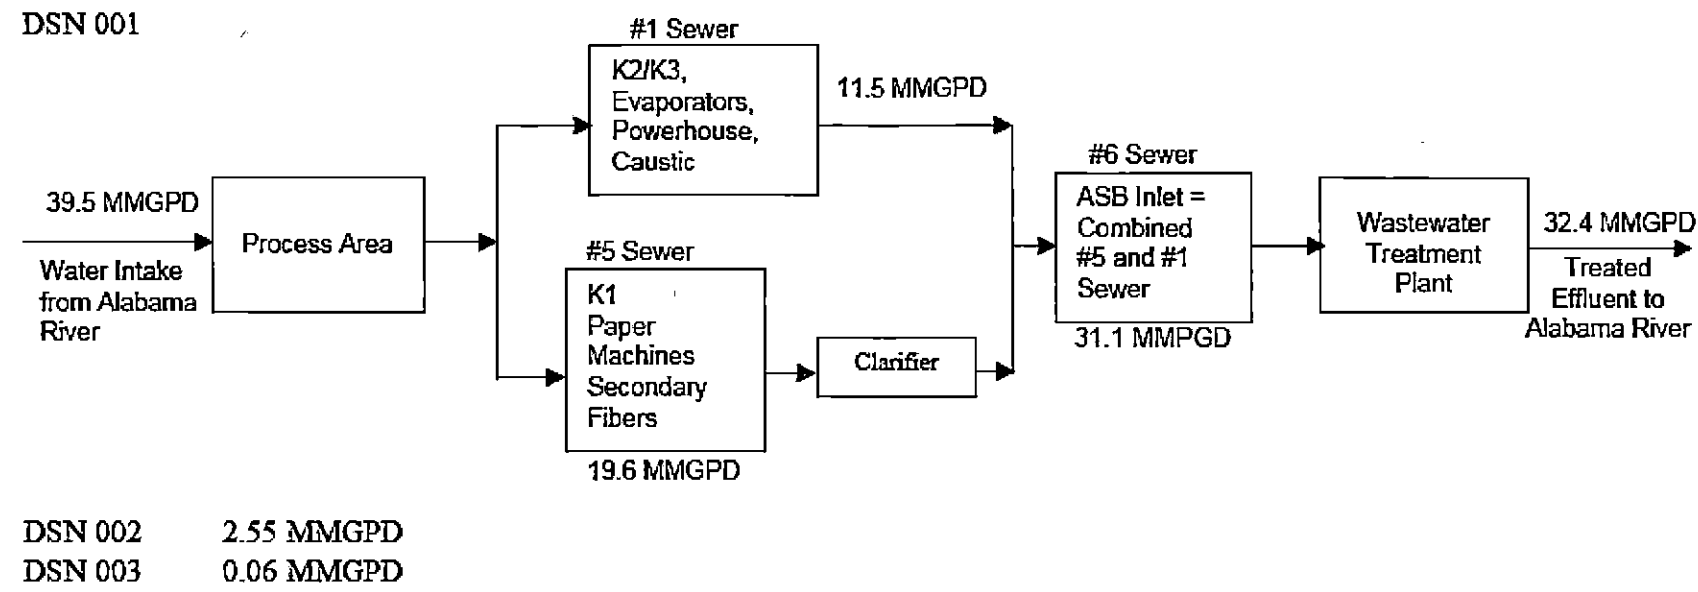 DSN 001
#1 Sewer
K2/K3,
Evaporators,
Powerhouse,
Caustic
11.5 MMGPD
39.5 MMGPD
Water Intake
from Alabama
River
Process Area
#5 Sewer
K1
Paper
Machines
Secondary
Fibers
19.6 MMGPD
Clarifier
#6 Sewer
ASB Inlet =
Combined
#5 and #1
Sewer
31.1 MMPGD
Wastewater
Treatment
Plant
32.4 MMGPD
Treated
Effluent to
Alabama River
DSN 002 2.55 MMGPD
DSN 003 0.06 MMGPD